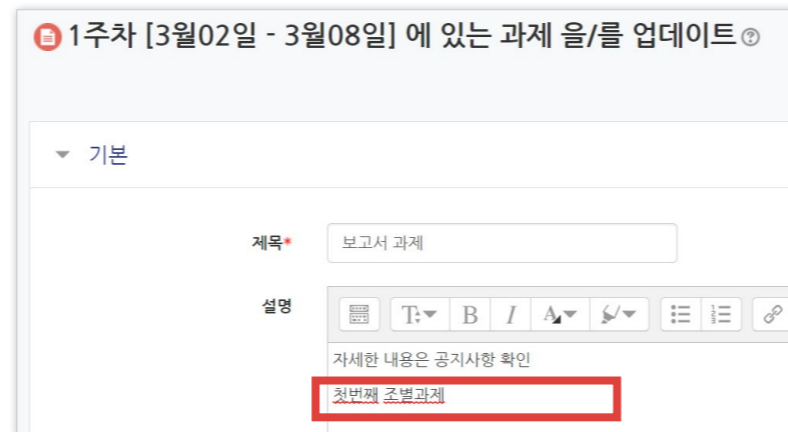 1주차 [3월02일 - 3월08일] 에 있는 과제 을/를 업데이트
기본
제목*
보고서 과제
설명
T B I A
자세한 내용은 공지사항 확인
첫번째 조별과제